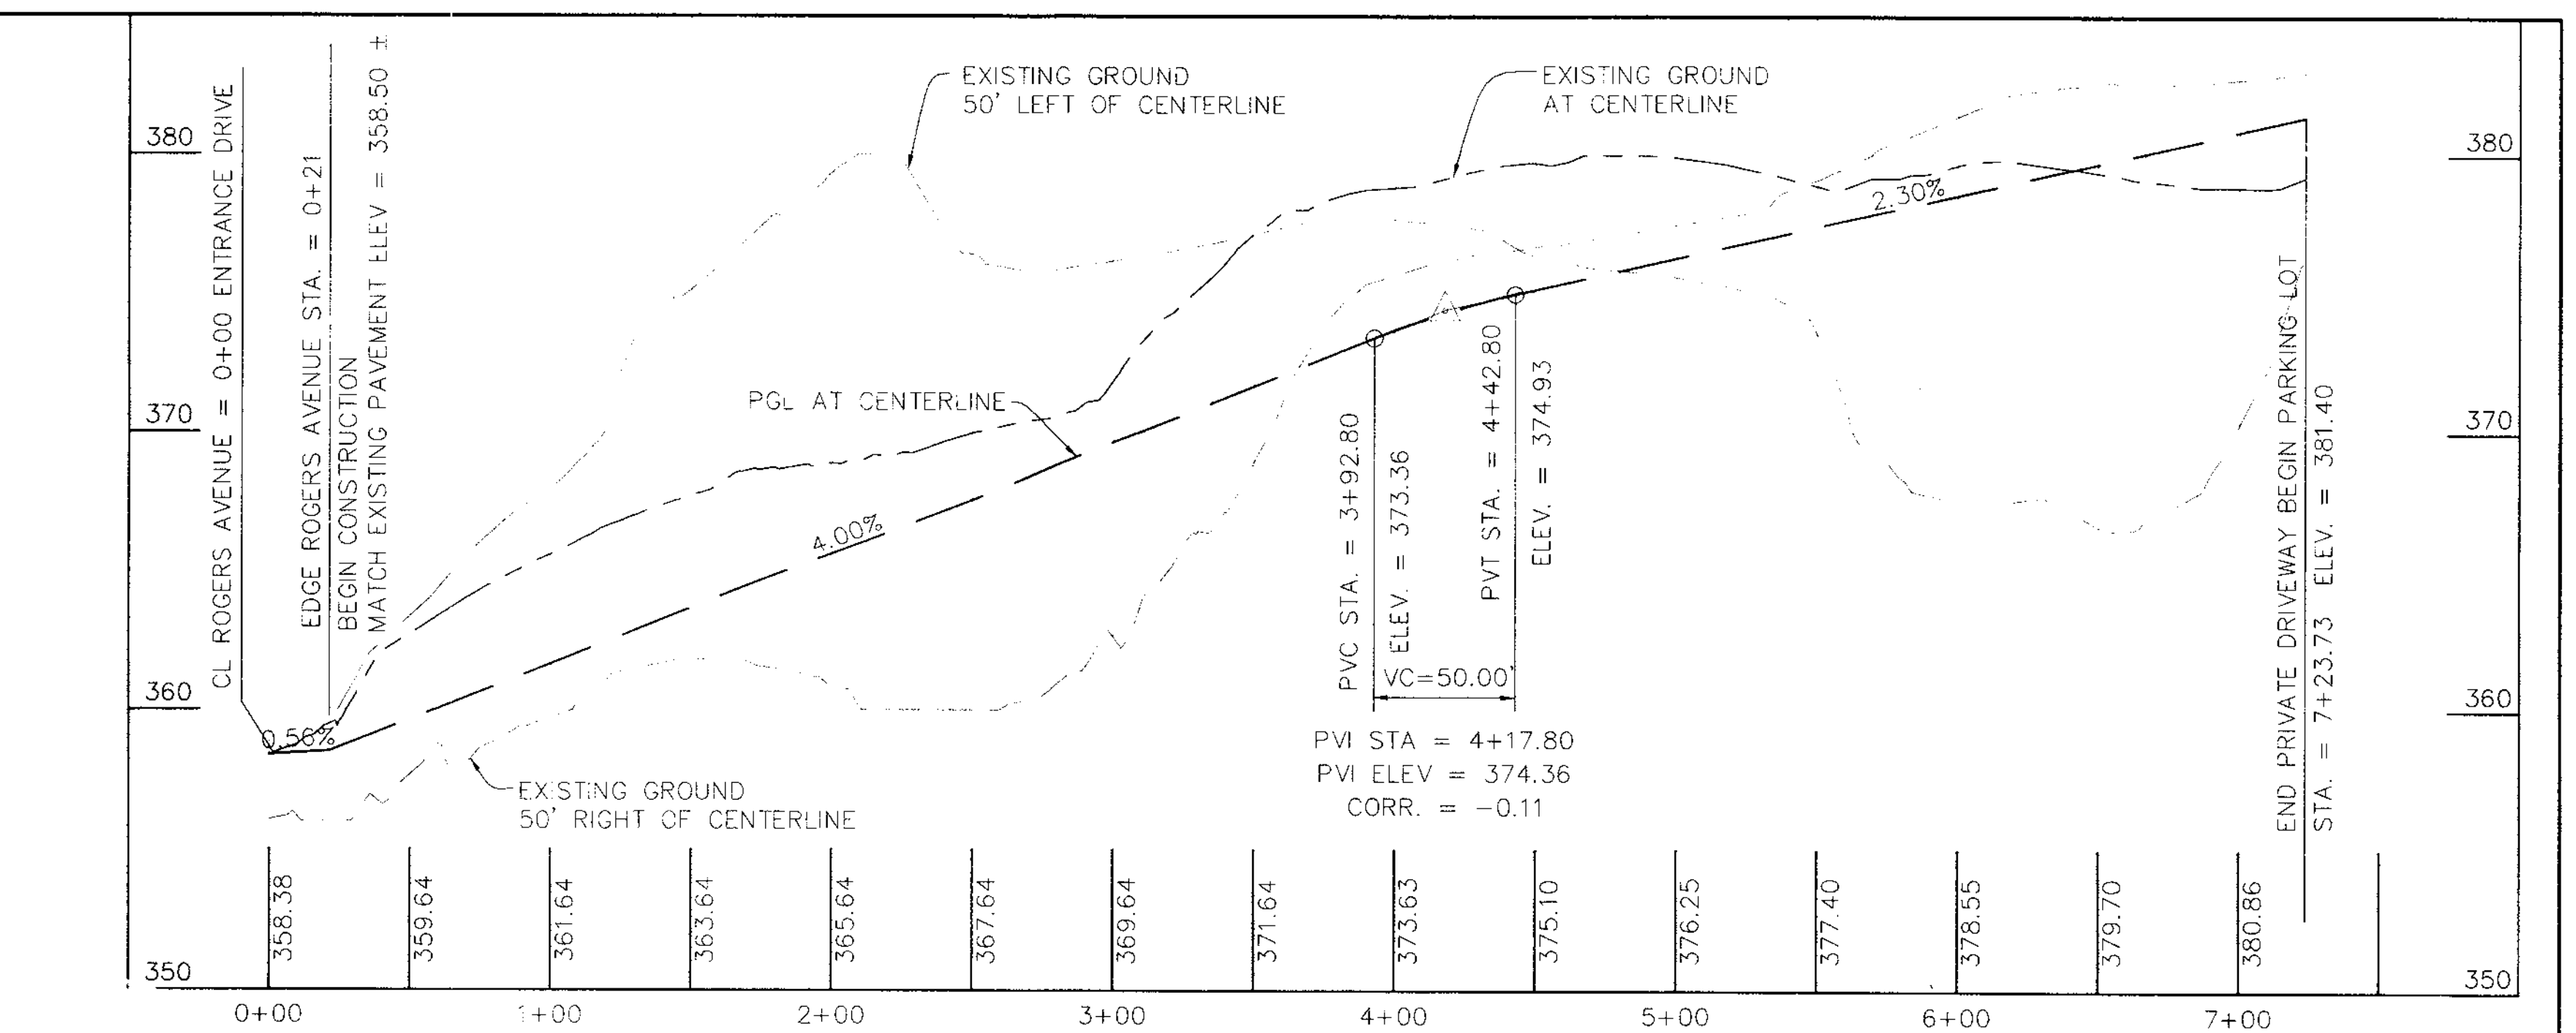 CL ROGERS AVENUE = 0+00 ENTRANCE DRIVE
EDGE ROGERS AVENUE STA. = 0+21
BEGIN CONSTRUCTION
MATCH EXISTING PAVEMENT ELEV = 358.50 ±
EXISTING GROUND
50' LEFT OF CENTERLINE
EXISTING GROUND
AT CENTERLINE
380
370
360
350
380
370
360
350
PGL AT CENTERLINE
0.56%
4.00%
2.30%
EXISTING GROUND
50' RIGHT OF CENTERLINE
PVC STA. = 3+92.80
ELEV. = 373.36
PVT STA. = 4+42.80
ELEV. = 374.93
VC=50.00'
PVI STA = 4+17.80
PVI ELEV = 374.36
CORR. = -0.11
END PRIVATE DRIVEWAY BEGIN PARKING LOT
STA. = 7+23.73 ELEV. = 381.40
358.38
359.64
361.64
363.64
365.64
367.64
369.64
371.64
373.63
375.10
376.25
377.40
378.55
379.70
380.86
0+00
1+00
2+00
3+00
4+00
5+00
6+00
7+00